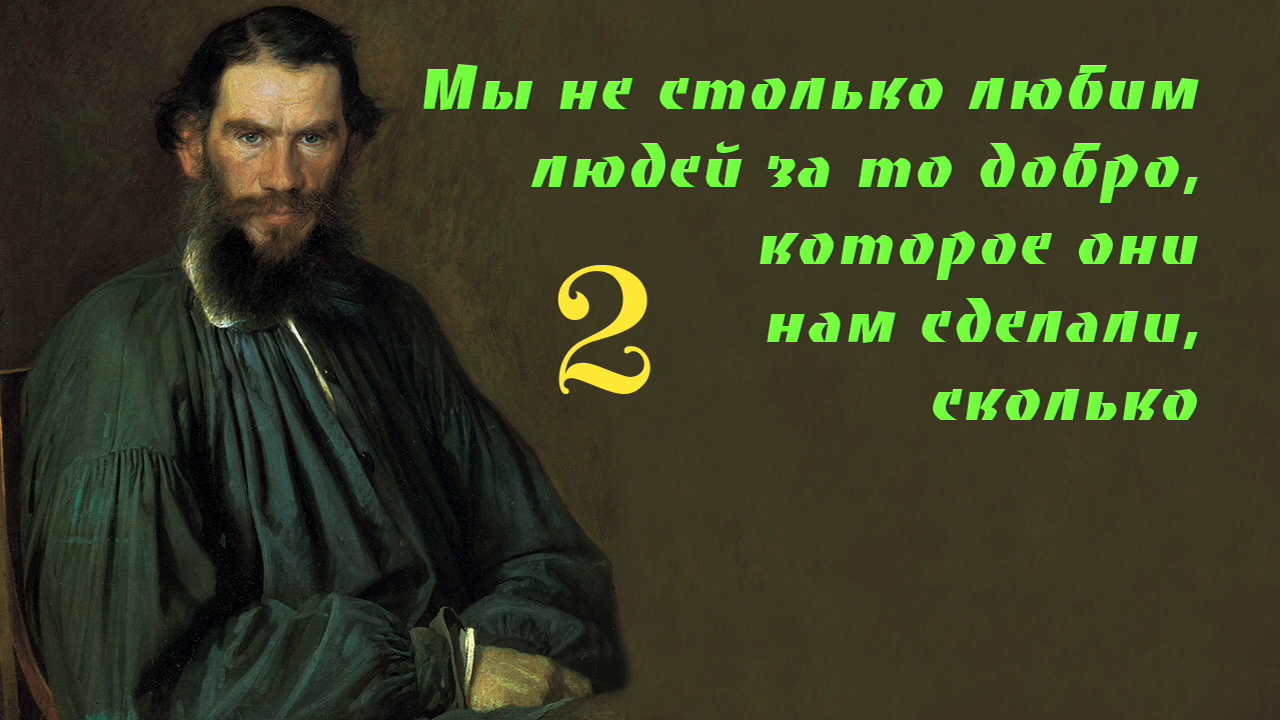 Мы не столько любим
людей за то добро,
которое они
нам сделали,
сколько
2